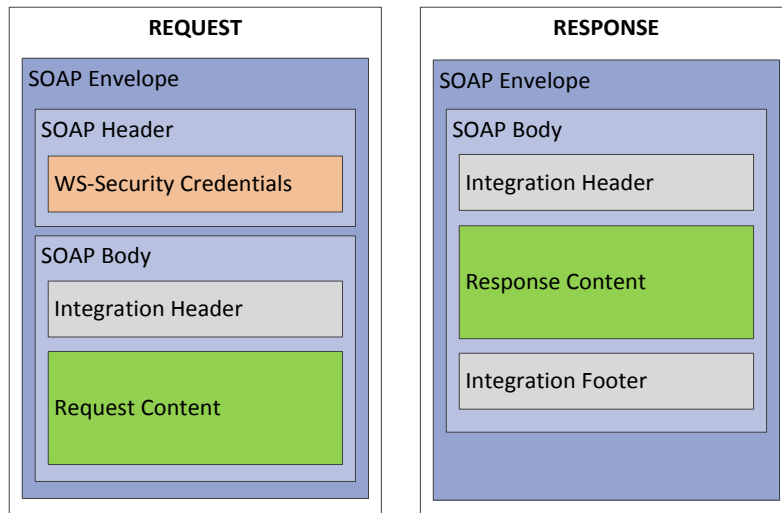 REQUEST
SOAP Envelope
SOAP Header
WS-Security Credentials
SOAP Body
Integration Header
Request Content
RESPONSE
SOAP Envelope
SOAP Body
Integration Header
Response Content
Integration Footer